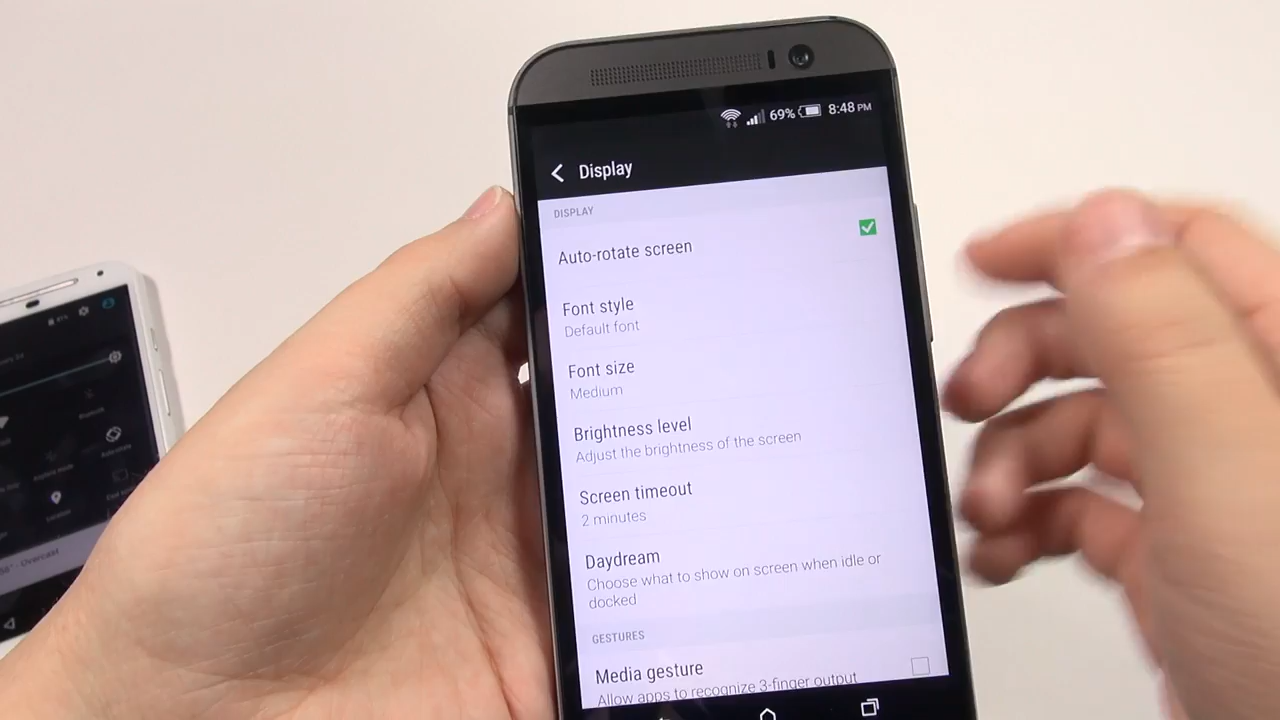 69% 8:48 PM
Display
DISPLAY
Auto-rotate screen
Font style
Default font
Font size
Medium
Brightness level
Adjust the brightness of the screen
Screen timeout
2 minutes
Daydream
Choose what to show on screen when idle or
docked
GESTURES
Media gesture
Allow apps to recognize 3-finger output
Location
Overcast